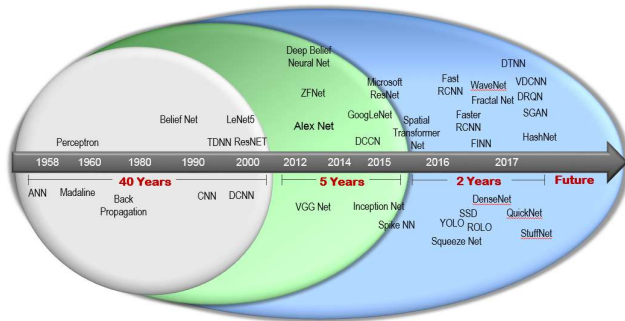 Deep Belief
Neural Net
DTNN
Microsoft
ResNet
Fast
RCNN
WaveNet
VDCNN
ZFNet
Fractal Net
DRQN
Belief Net
LeNet5
GoogLeNet
Spatial
Transformer
Net
Faster
RCNN
SGAN
Alex Net
Perceptron
TDNN
ResNET
DCCN
FINN
HashNet
1958
1960
1980
1990
2000
2012
2014
2015
2016
2017
40 Years
5 Years
2 Years
Future
ANN
Madaline
Back
Propagation
CNN
DCNN
VGG Net
Inception Net
Spike NN
DenseNet
SSD
QuickNet
YOLO
ROLO
Squeeze Net
StuffNet